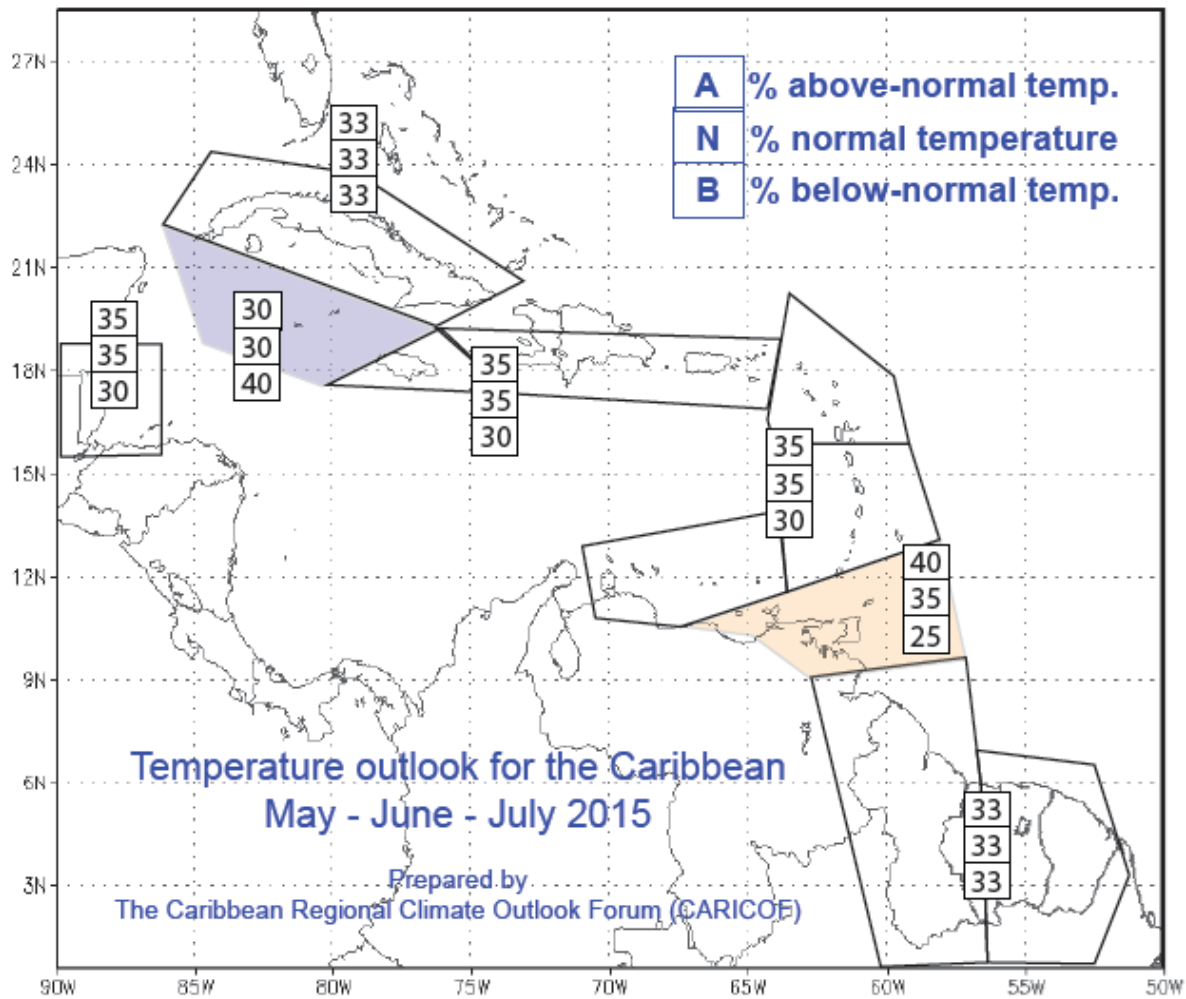 27N
24N
21N
18N
15N
12N
9N
6N
3N
90W 85W 80W 75W 70W 65W 60W 55W 50W
A % above-normal temp.
N % normal temperature
B % below-normal temp.
33
33
33
30
30
40
35
35
30
35
35
30
35
35
30
40
35
25
33
33
33
Temperature outlook for the Caribbean
May - June - July 2015
Prepared by
The Caribbean Regional Climate Outlook Forum (CARICOF)